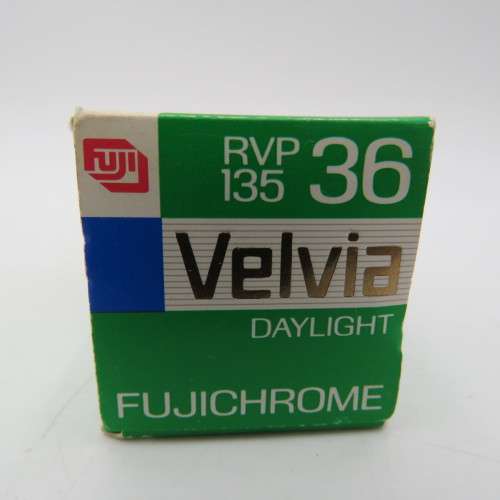 FUJI
RVP
135 36
Velvia
DAYLIGHT
FUJICHROME